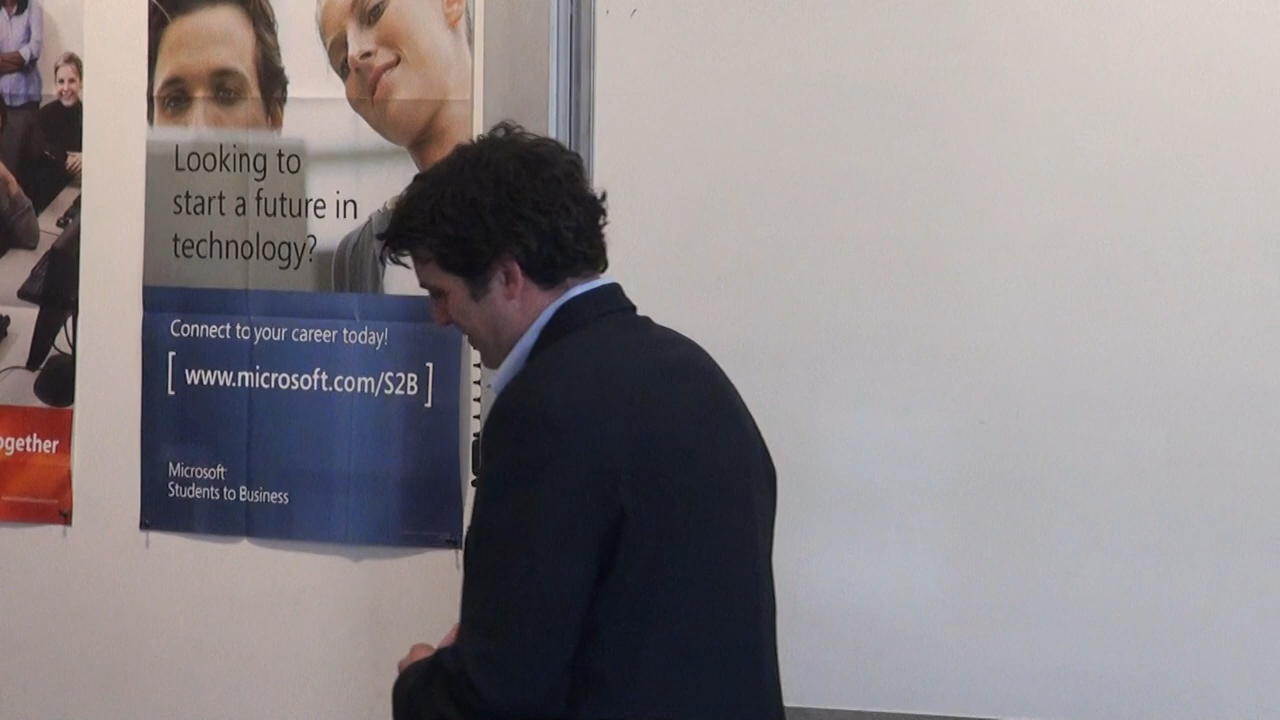 Looking to
start a future in
technology?
Connect to your career today!
[ www.microsoft.com/S2B ]
Microsoft
Students to Business
ogether